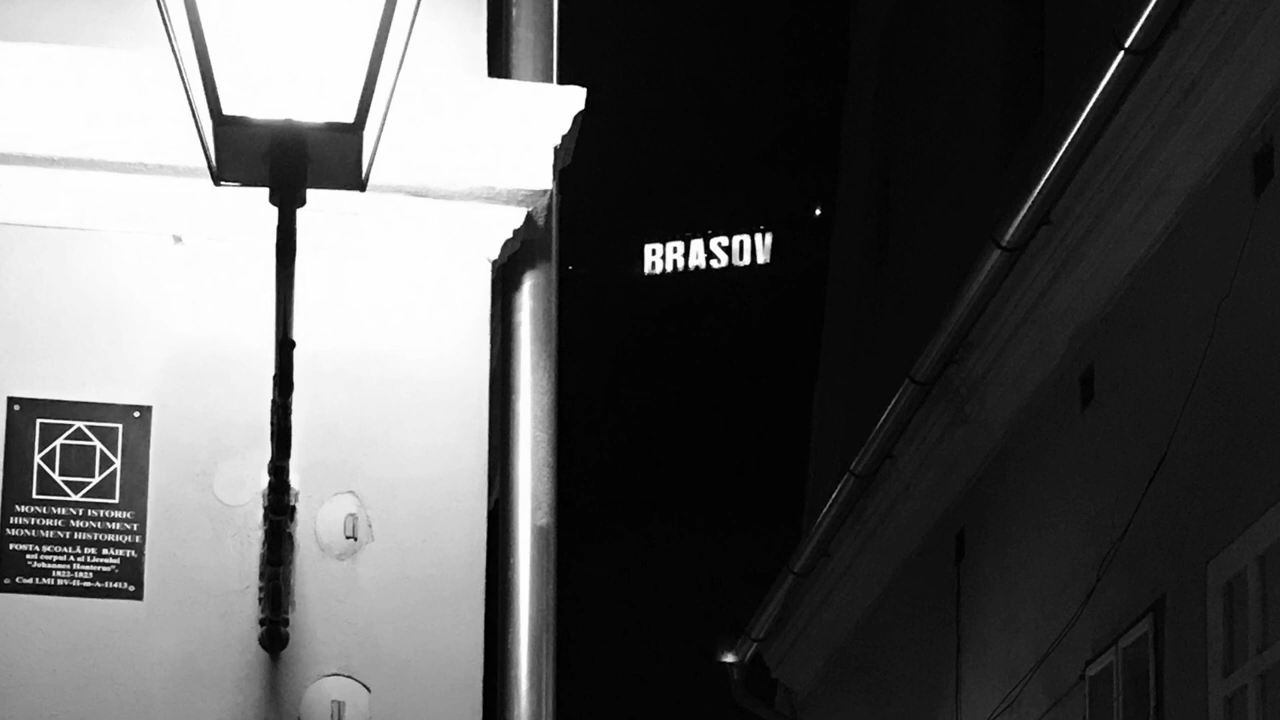 BRASOV
MONUMENT ISTORIC
HISTORIC MONUMENT
MONUMENT HISTORIQUE
FOSTA ȘCOALĂ DE BĂIEȚI,
azi corpul A al Liceului
"Johannes Honterus",
1822-1823
Cod LMI BV-II-m-A-11413